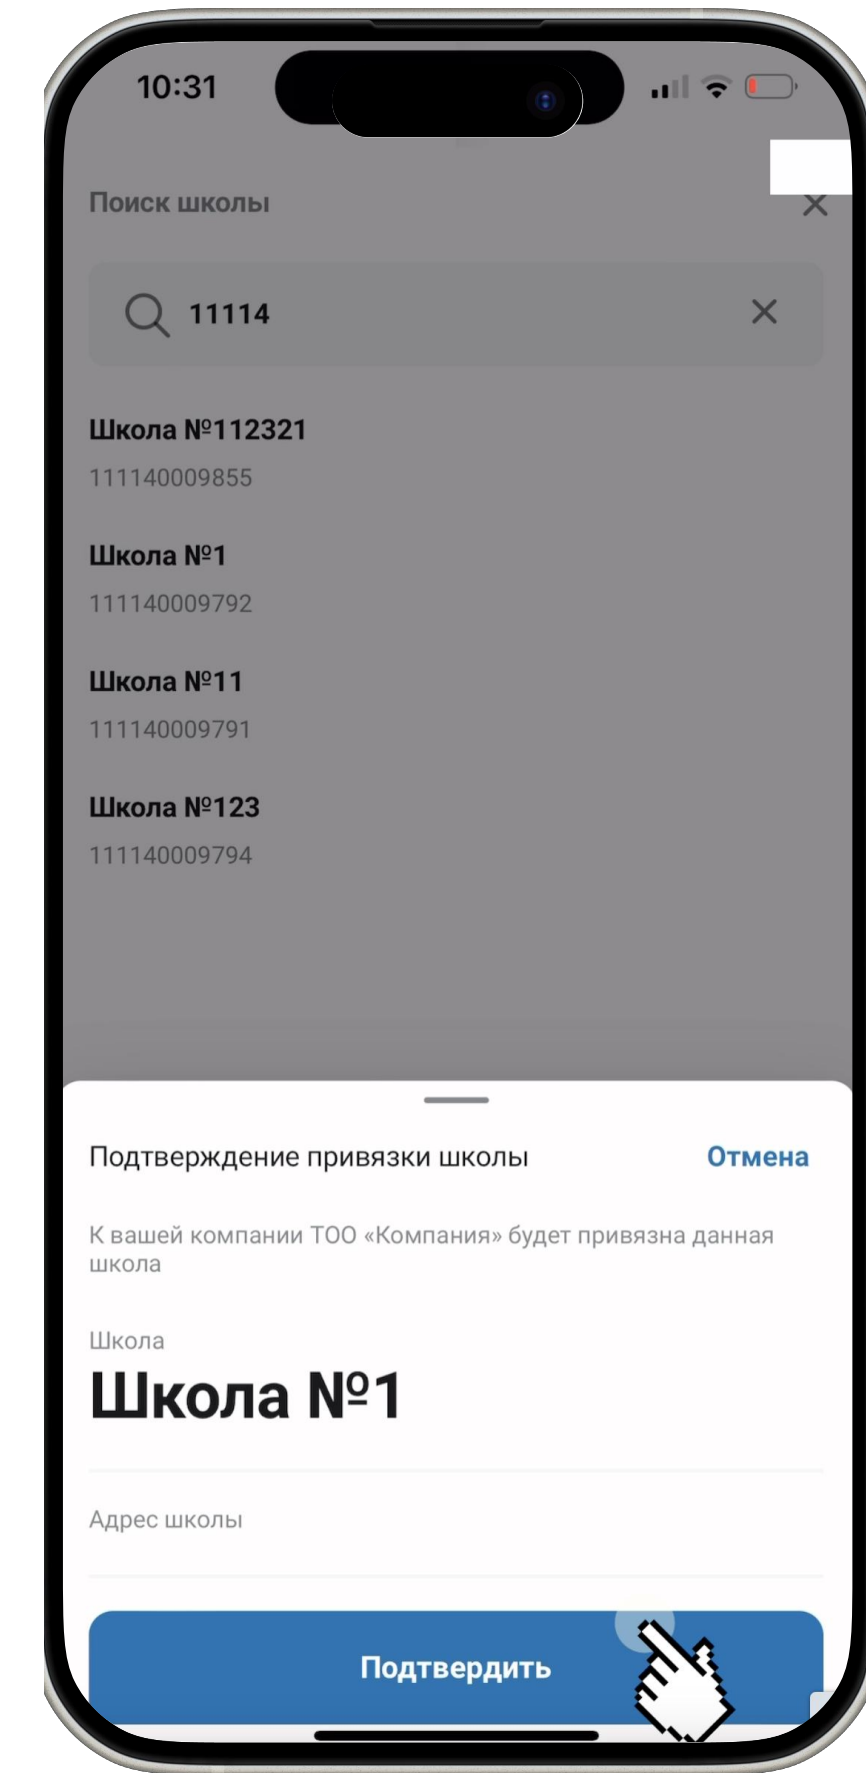 10:31
Поиск школы
11114
Школа №112321
111140009855
Школа №1
111140009792
Школа №11
111140009791
Школа №123
111140009794
Подтверждение привязки школы Отмена
К вашей компании ТОО «Компания» будет привязна данная
школа
Школа
Школа №1
Адрес школы
Подтвердить